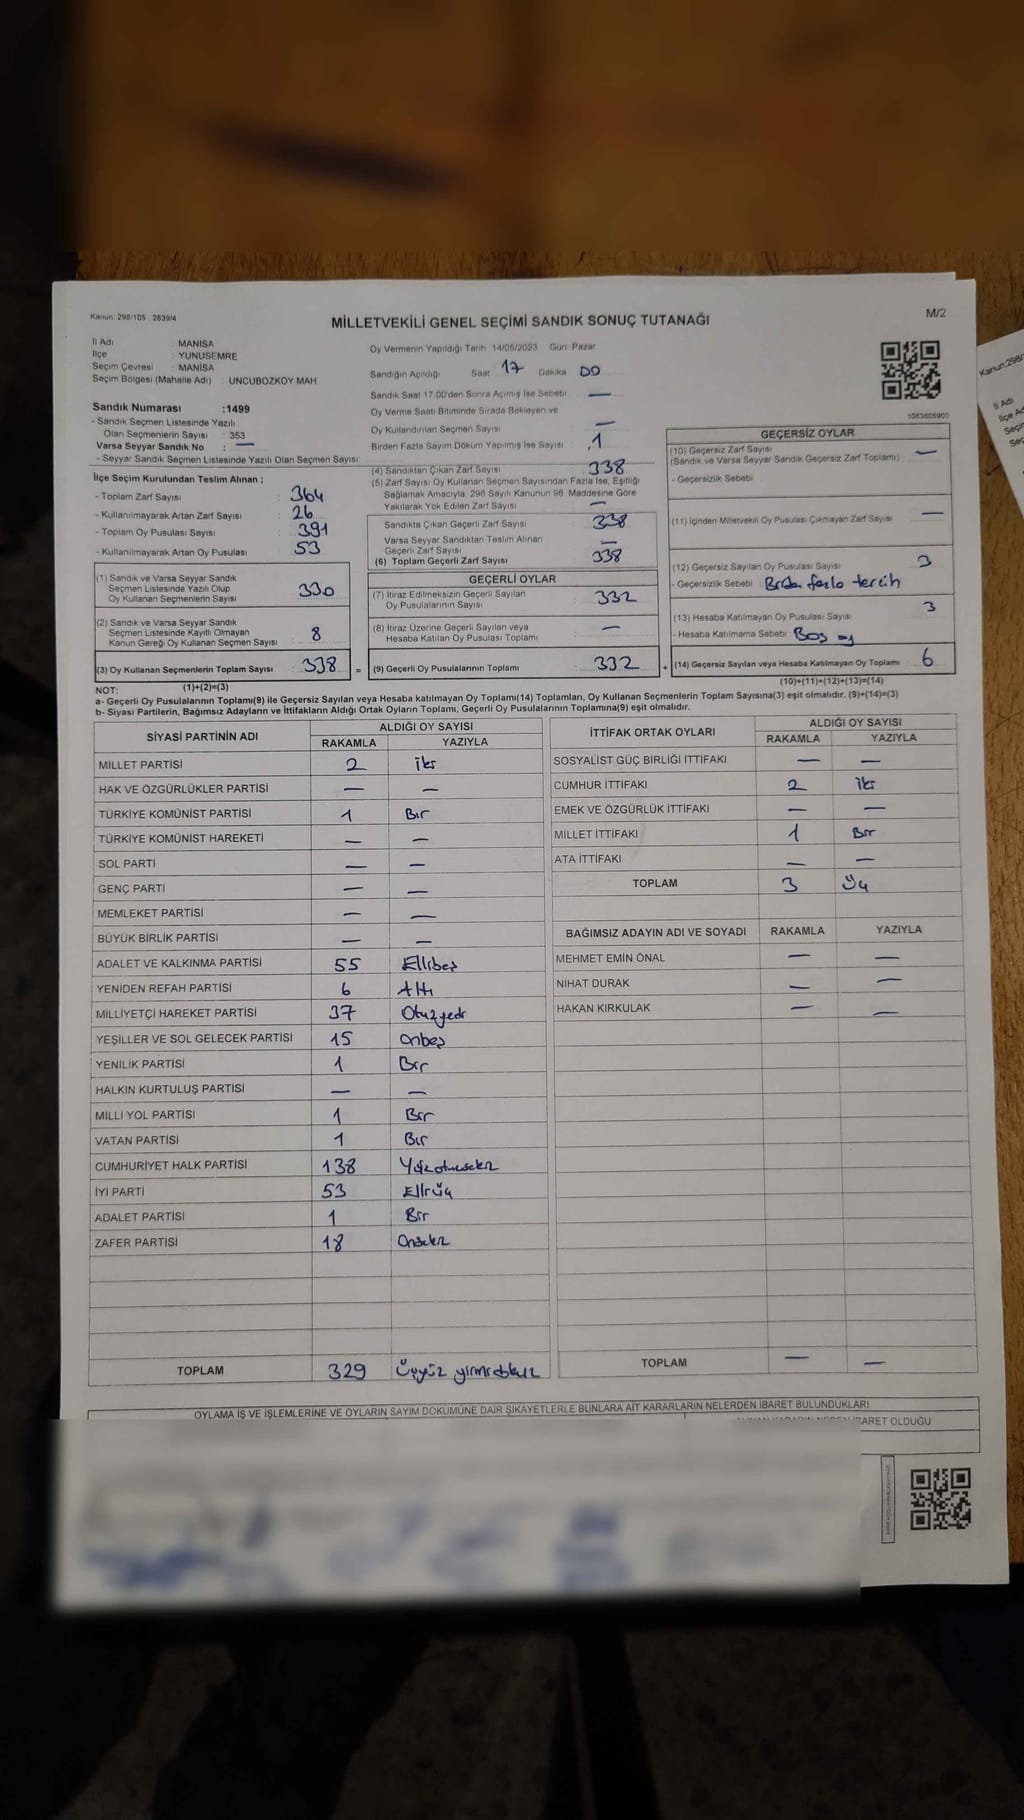 Kanun: 298/105 2839/4
MİLLETVEKİLİ GENEL SEÇİMİ SANDIK SONUÇ TUTANAĞI
M/2
İl Adı : MANİSA
İlçe : YUNUSEMRE
Seçim Çevresi : MANİSA
Seçim Bölgesi (Mahalle Adı) : UNCUBOZKÖY MAH.
Sandık Numarası :1499
- Sandık Seçmen Listesinde Yazılı
Olan Seçmenlerin Sayısı : 353
Varsa Seyyar Sandık No : —
- Seyyar Sandık Seçmen Listesinde Yazılı Olan Seçmen Sayısı:
Oy Vermenin Yapıldığı Tarih :14/05/2023 Gün: Pazar
Sandığın Açıldığı Saat 17 Dakika 00
Sandık Saat 17.00'den Sonra Açımış İse Sebebi —
Oy Verme Saati Bitiminde Sırada Bekleyen ve
Oy Kullandırılan Seçmen Sayısı —
Birden Fazla Sayım Döküm Yapılmış İse Sayısı 1
1083805900
İlçe Seçim Kurulundan Teslim Alınan ;
- Toplam Zarf Sayısı : 364
- Kullanılmayarak Artan Zarf Sayısı : 26
- Toplam Oy Pusulası Sayısı : 391
- Kullanılmayarak Artan Oy Pusulası : 53
(1) Sandık ve Varsa Seyyar Sandık
Seçmen Listesinde Yazılı Olup
Oy Kullanan Seçmenlerin Sayısı : 330
(2) Sandık ve Varsa Seyyar Sandık
Seçmen Listesinde Kayıtlı Olmayan
Kanun Gereği Oy Kullanan Seçmen Sayısı : 8
(3) Oy Kullanan Seçmenlerin Toplam Sayısı : 338 =
(1)+(2)=(3)
(4) Sandıktan Çıkan Zarf Sayısı 338
(5) Zarf Sayısı Oy Kullanan Seçmen Sayısından Fazla İse, Eşitliği
Sağlamak Amacıyla, 298 Sayılı Kanunun 98. Maddesine Göre
Yakılarak Yok Edilen Zarf Sayısı —
Sandıkta Çıkan Geçerli Zarf Sayısı 338
Varsa Seyyar Sandıktan Teslim Alınan
Geçerli Zarf Sayısı —
(6) Toplam Geçerli Zarf Sayısı 338
GEÇERLİ OYLAR
(7) İtiraz Edilmeksizin Geçerli Sayılan
Oy Pusulalarının Sayısı 332
(8) İtiraz Üzerine Geçerli Sayılan veya
Hesaba Katılan Oy Pusulası Toplamı —
(9) Geçerli Oy Pusulalarının Toplamı 332 +
GEÇERSİZ OYLAR
(10) Geçersiz Zarf Sayısı
(Sandık ve Varsa Seyyar Sandık Geçersiz Zarf Toplamı) —
- Geçersizlik Sebebi
(11) İçinden Milletvekili Oy Pusulası Çıkmayan Zarf Sayısı —
(12) Geçersiz Sayılan Oy Pusulası Sayısı 3
- Geçersizlik Sebebi Birden fazla tercih
(13) Hesaba Katılmayan Oy Pusulası Sayısı 3
- Hesaba Katılmama Sebebi Boş oy
(14) Geçersiz Sayılan veya Hesaba Katılmayan Oy Toplamı 6
(10)+(11)+(12)+(13)=(14)
NOT:
a- Geçerli Oy Pusulalarının Toplamı(9) ile Geçersiz Sayılan veya Hesaba katılmayan Oy Toplamı(14) Toplamları, Oy Kullanan Seçmenlerin Toplam Sayısına(3) eşit olmalıdır. (9)+(14)=(3)
b- Siyasi Partilerin, Bağımsız Adayların ve İttifakların Aldığı Ortak Oyların Toplamı, Geçerli Oy Pusulalarının Toplamına(9) eşit olmalıdır.
SİYASİ PARTİNİN ADI ALDIĞI OY SAYISI
RAKAMLA YAZIYLA
MİLLET PARTİSİ 2 iki
HAK VE ÖZGÜRLÜKLER PARTİSİ — —
TÜRKİYE KOMÜNİST PARTİSİ 1 Bir
TÜRKİYE KOMÜNİST HAREKETİ — —
SOL PARTİ — —
GENÇ PARTİ — —
MEMLEKET PARTİSİ — —
BÜYÜK BİRLİK PARTİSİ — —
ADALET VE KALKINMA PARTİSİ 55 Ellibeş
YENİDEN REFAH PARTİSİ 6 Altı
MİLLİYETÇİ HAREKET PARTİSİ 37 Otuzyedi
YEŞİLLER VE SOL GELECEK PARTİSİ 15 Onbeş
YENİLİK PARTİSİ 1 Bir
HALKIN KURTULUŞ PARTİSİ — —
MİLLİ YOL PARTİSİ 1 Bir
VATAN PARTİSİ 1 Bir
CUMHURİYET HALK PARTİSİ 138 Yüzotuzsekiz
İYİ PARTİ 53 Elliüç
ADALET PARTİSİ 1 Bir
ZAFER PARTİSİ 18 Onsekiz
TOPLAM 329 Üçyüz yirmidokuz
İTTİFAK ORTAK OYLARI ALDIĞI OY SAYISI
RAKAMLA YAZIYLA
SOSYALİST GÜÇ BİRLİĞİ İTTİFAKI — —
CUMHUR İTTİFAKI 2 iki
EMEK VE ÖZGÜRLÜK İTTİFAKI — —
MİLLET İTTİFAKI 1 Bir
ATA İTTİFAKI — —
TOPLAM 3 Üç
BAĞIMSIZ ADAYIN ADI VE SOYADI RAKAMLA YAZIYLA
MEHMET EMİN ÖNAL — —
NİHAT DURAK — —
HAKAN KIRKULAK — —
TOPLAM — —
OYLAMA İŞ VE İŞLEMLERİNE VE OYLARIN SAYIM DÖKÜMÜNE DAİR ŞİKAYETLERLE BUNLARA AİT KARARLARIN NELERDEN İBARET BULUNDUKLARI
İBARET OLDUĞU
Kanun:298/
İl Adı
İlçe Ad
Seçim